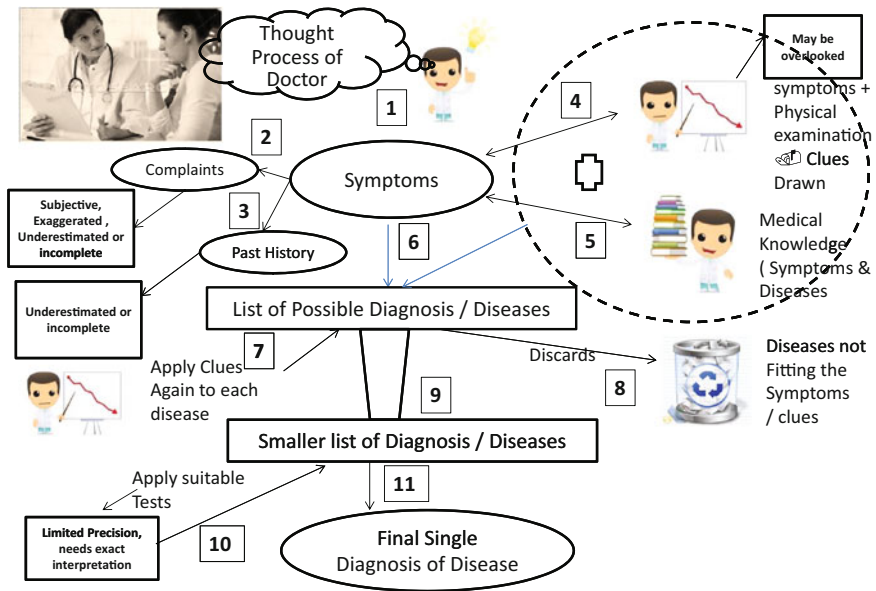 Thought
Process of
Doctor
1
2
Complaints
Subjective,
Exaggerated ,
Underestimated or
incomplete
3
Past History
Underestimated or
incomplete
Symptoms
4
May be
overlooked
symptoms +
Physical
examination
Clues
Drawn
5
Medical
Knowledge
( Symptoms &
Diseases
6
List of Possible Diagnosis / Diseases
7
Apply Clues
Again to each
disease
Discards
8
Diseases not
Fitting the
Symptoms
/ clues
9
Smaller list of Diagnosis / Diseases
Apply suitable
Tests
Limited Precision,
needs exact
interpretation
10
11
Final Single
Diagnosis of Disease